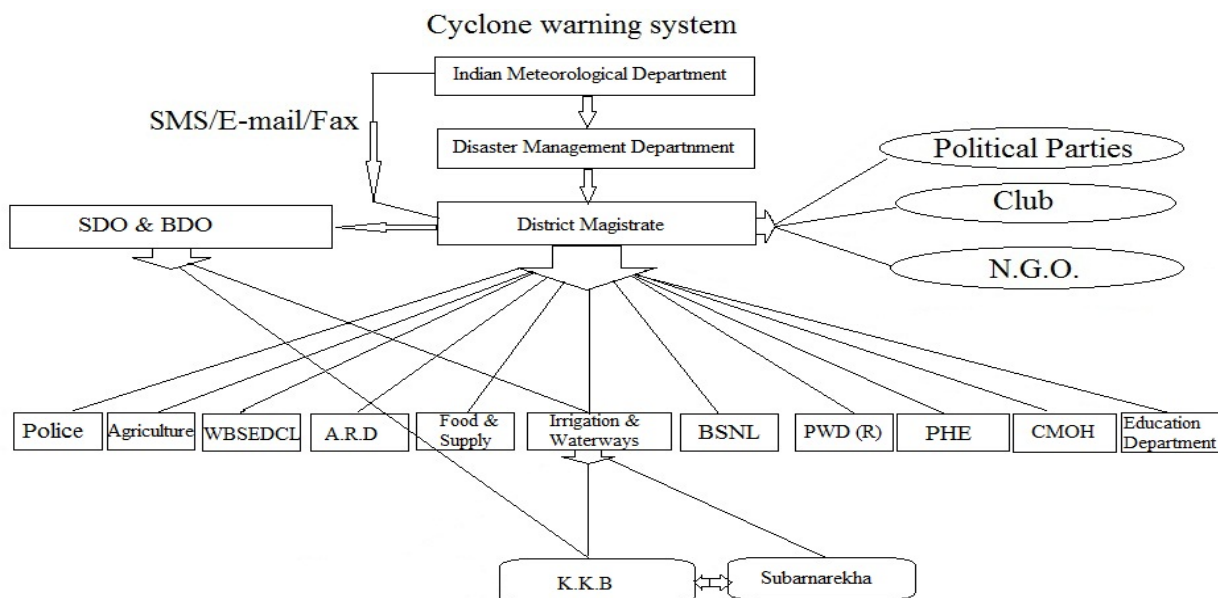 Cyclone warning system
Indian Meteorological Department
SMS/E-mail/Fax
Disaster Management Departnment
Political Parties
SDO & BDO
District Magistrate
Club
N.G.O.
Police
Agriculture
WBSEDCL
A.R.D
Food &
Supply
Irrigation &
Waterways
BSNL
PWD (R)
PHE
CMOH
Education
Department
K.K.B
Subarnarekha